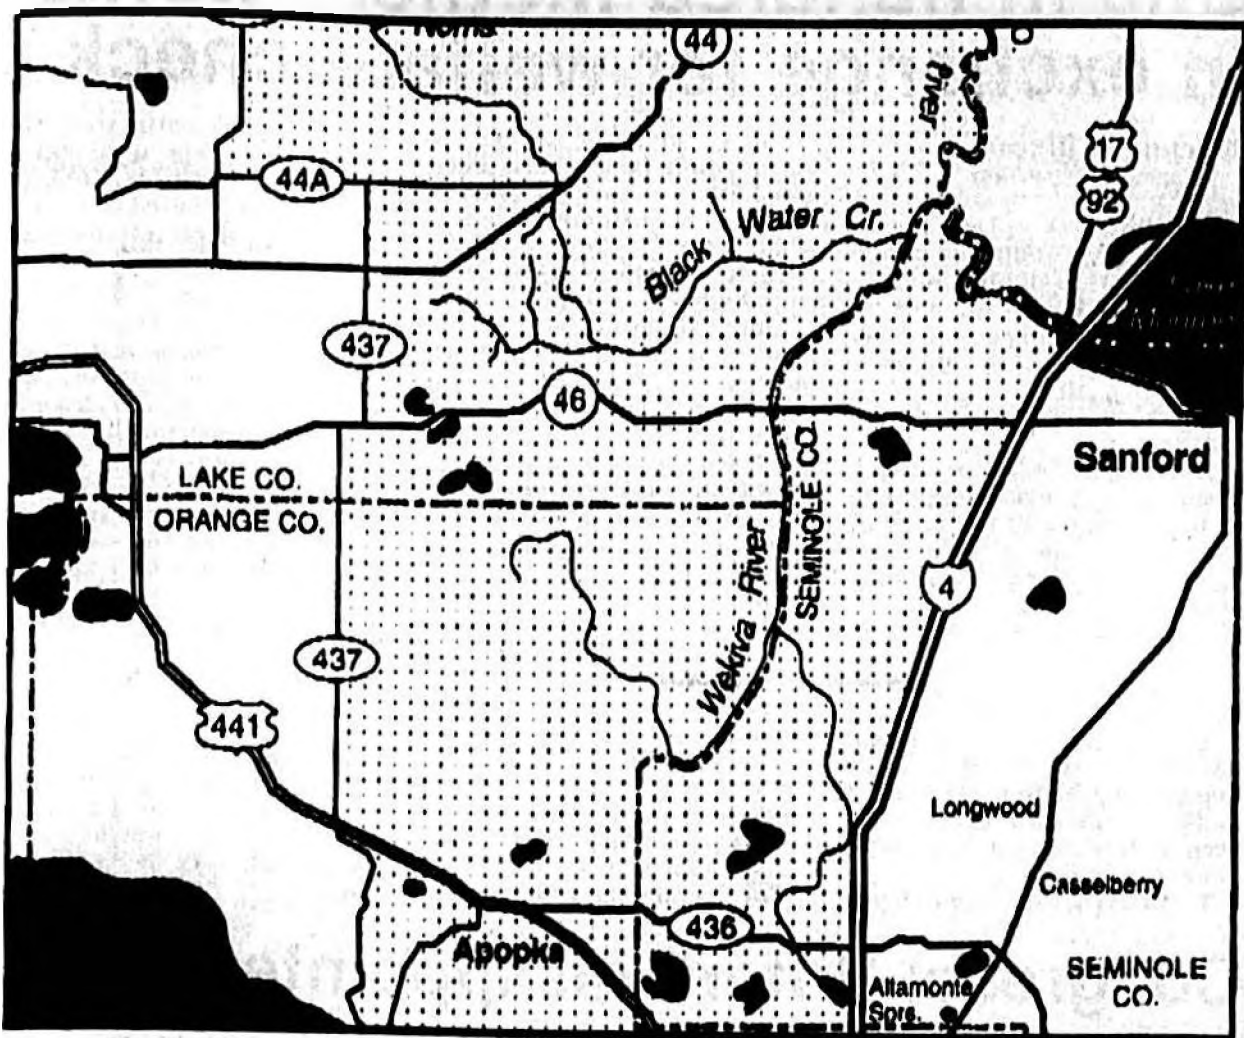 Norris
44
River
17
92
44A
Water Cr.
Black
437
46
Sanford
LAKE CO.
ORANGE CO.
SEMINOLE CO.
Wekiva River
4
437
441
Longwood
Casselberry
436
Apopka
SEMINOLE
CO.
Altamonte
Sprs.